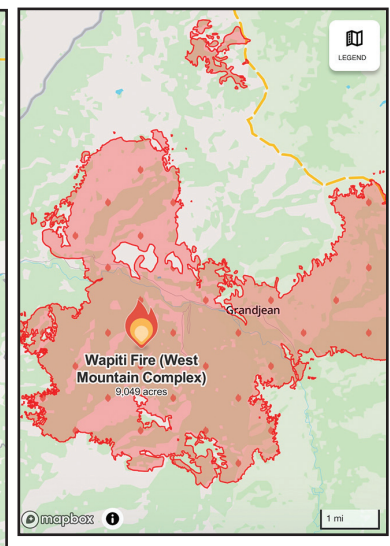 LEGEND
Grandjean
Wapiti Fire (West
Mountain Complex)
9,049 acres
mapbox
1 mi